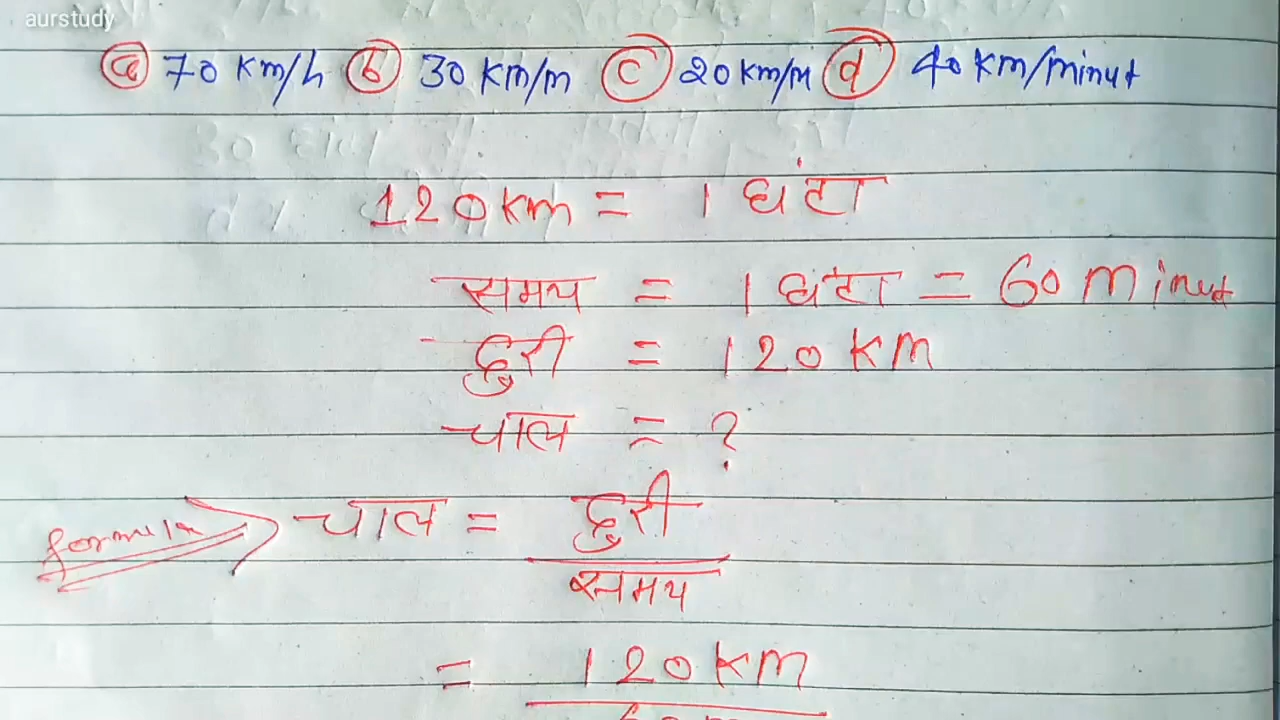 aurstudy
(a) 70 km/h (b) 30 km/m (c) 20 km/m (d) 40 km/minut
120 km = 1 घंटा
समय = 1 घंटा = 60 minut
दुरी = 120 KM
चाल = ?
formula चाल = दुरी
समय
= 120 KM